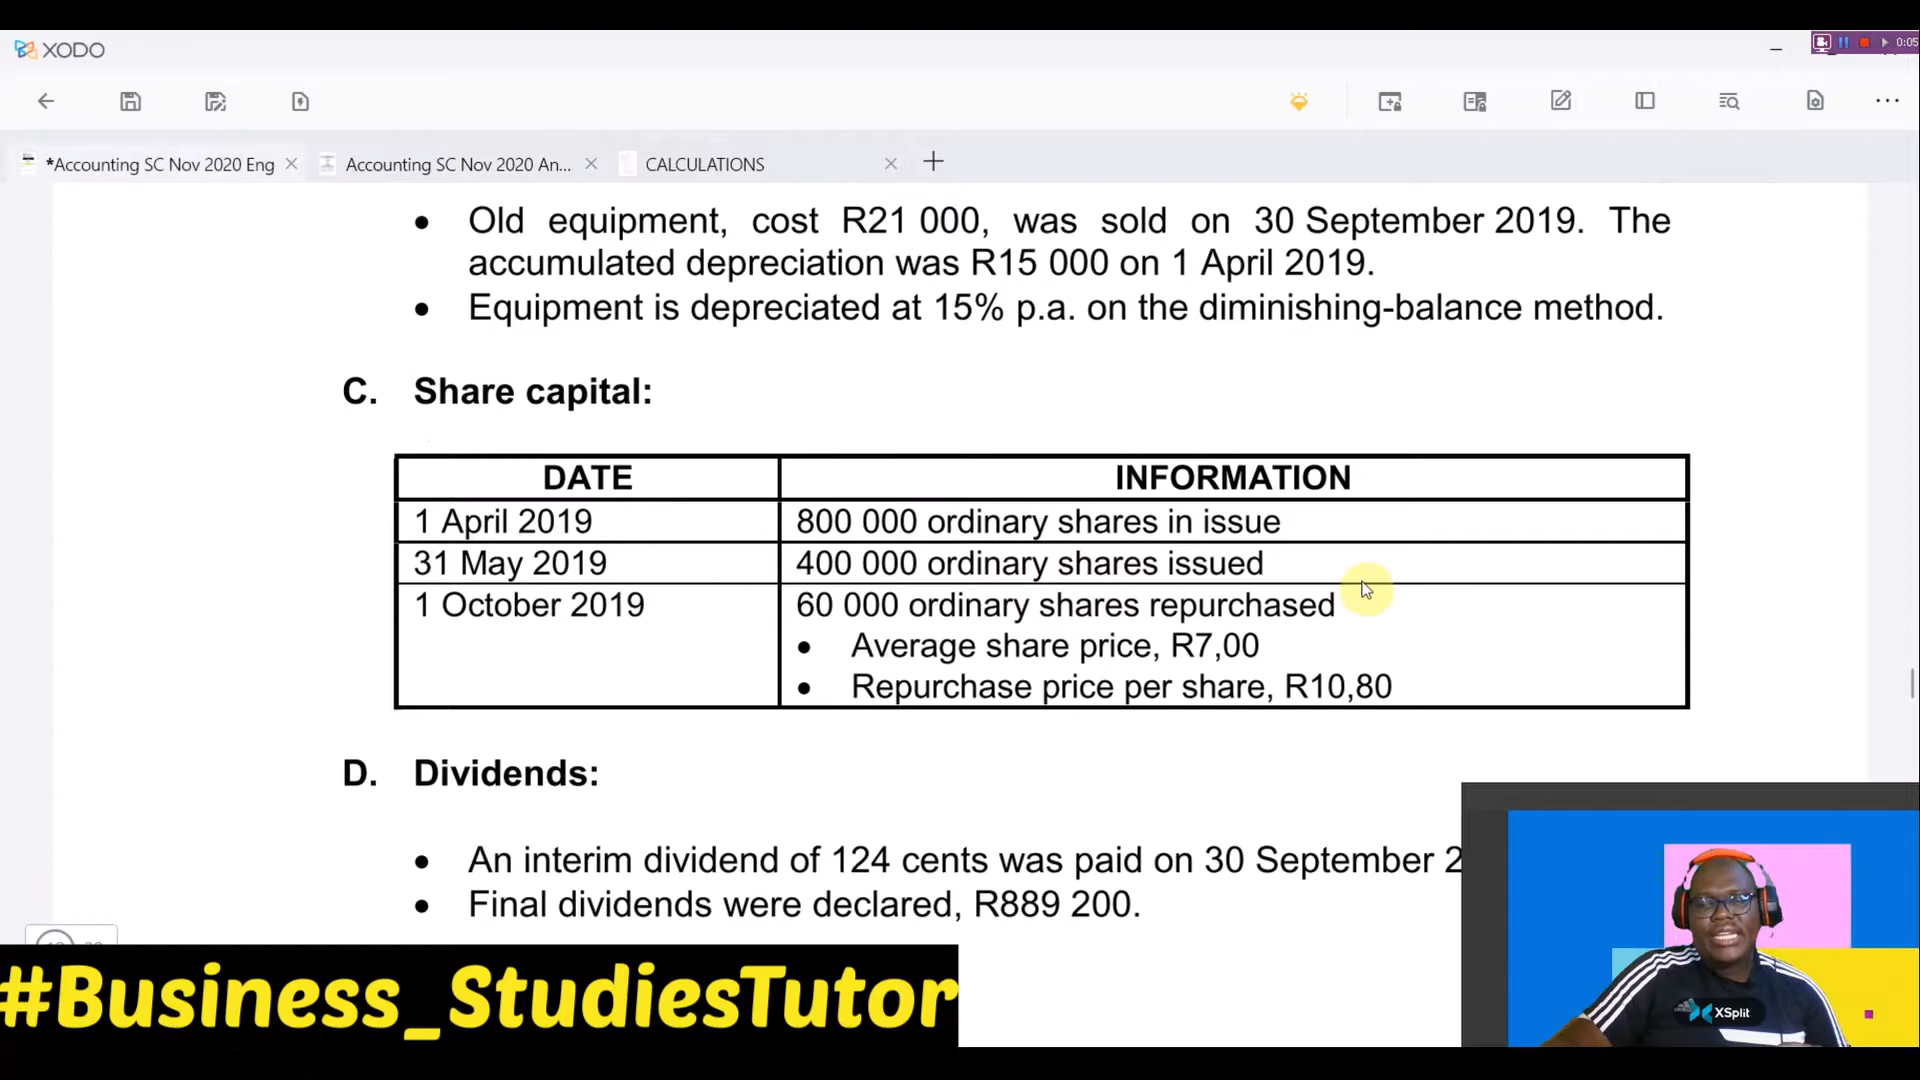 XODO
0:05
*Accounting SC Nov 2020 Eng
Accounting SC Nov 2020 An...
CALCULATIONS
• Old equipment, cost R21 000, was sold on 30 September 2019. The
accumulated depreciation was R15 000 on 1 April 2019.
• Equipment is depreciated at 15% p.a. on the diminishing-balance method.
C. Share capital:
DATE INFORMATION
1 April 2019 800 000 ordinary shares in issue
31 May 2019 400 000 ordinary shares issued
1 October 2019 60 000 ordinary shares repurchased
• Average share price, R7,00
• Repurchase price per share, R10,80
D. Dividends:
• An interim dividend of 124 cents was paid on 30 September 2
• Final dividends were declared, R889 200.
#Business_StudiesTutor
XSplit